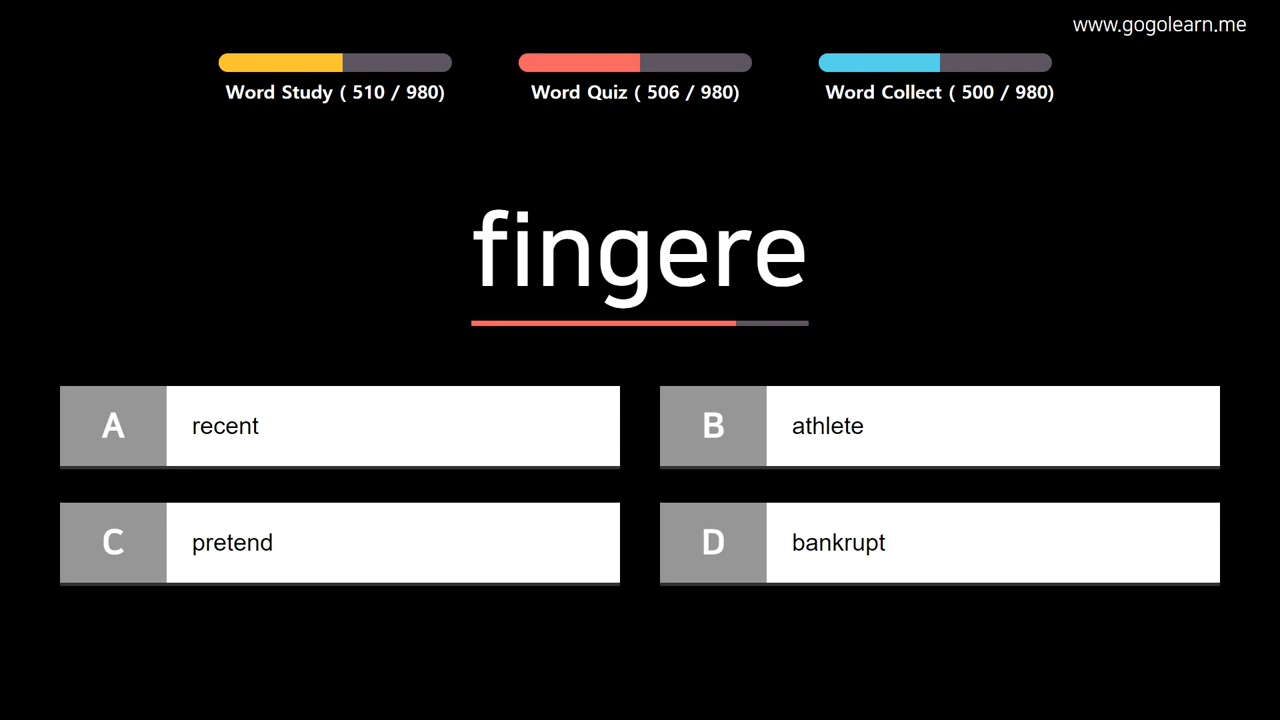 www.gogolearn.me
Word Study ( 510 / 980)
Word Quiz ( 506 / 980)
Word Collect ( 500 / 980)
fingere
A recent
B athlete
C pretend
D bankrupt